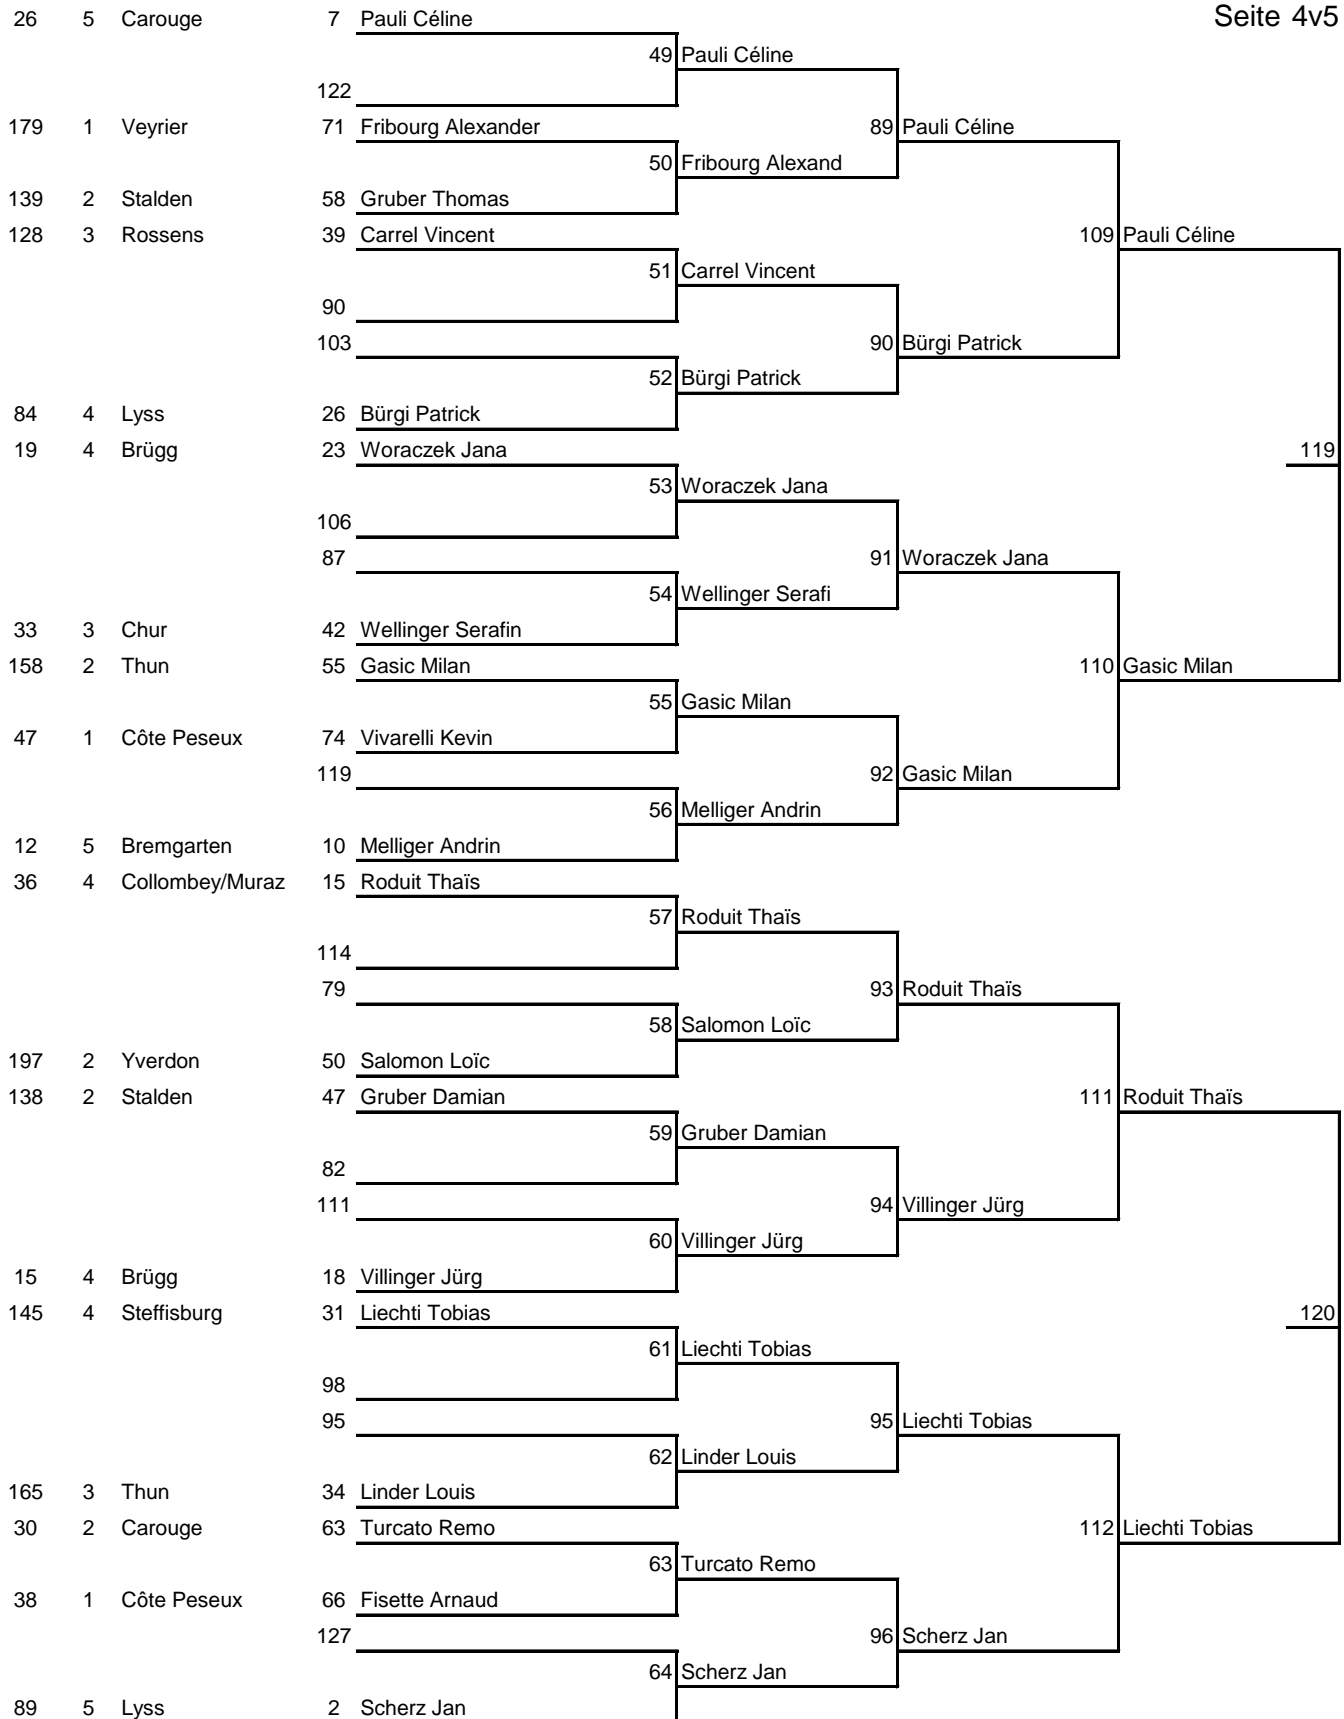 26 5 Carouge 7 Pauli Céline Seite 4v5
49 Pauli Céline
122
179 1 Veyrier 71 Fribourg Alexander 89 Pauli Céline
50 Fribourg Alexand
139 2 Stalden 58 Gruber Thomas
128 3 Rossens 39 Carrel Vincent 109 Pauli Céline
51 Carrel Vincent
90
103 90 Bürgi Patrick
52 Bürgi Patrick
84 4 Lyss 26 Bürgi Patrick
19 4 Brügg 23 Woraczek Jana 119
53 Woraczek Jana
106
87 91 Woraczek Jana
54 Wellinger Serafi
33 3 Chur 42 Wellinger Serafin
158 2 Thun 55 Gasic Milan 110 Gasic Milan
55 Gasic Milan
47 1 Côte Peseux 74 Vivarelli Kevin
119 92 Gasic Milan
56 Melliger Andrin
12 5 Bremgarten 10 Melliger Andrin
36 4 Collombey/Muraz 15 Roduit Thaïs
57 Roduit Thaïs
114
79 93 Roduit Thaïs
58 Salomon Loïc
197 2 Yverdon 50 Salomon Loïc
138 2 Stalden 47 Gruber Damian 111 Roduit Thaïs
59 Gruber Damian
82
111 94 Villinger Jürg
60 Villinger Jürg
15 4 Brügg 18 Villinger Jürg
145 4 Steffisburg 31 Liechti Tobias 120
61 Liechti Tobias
98
95 95 Liechti Tobias
62 Linder Louis
165 3 Thun 34 Linder Louis
30 2 Carouge 63 Turcato Remo 112 Liechti Tobias
63 Turcato Remo
38 1 Côte Peseux 66 Fisette Arnaud
127 96 Scherz Jan
64 Scherz Jan
89 5 Lyss 2 Scherz Jan